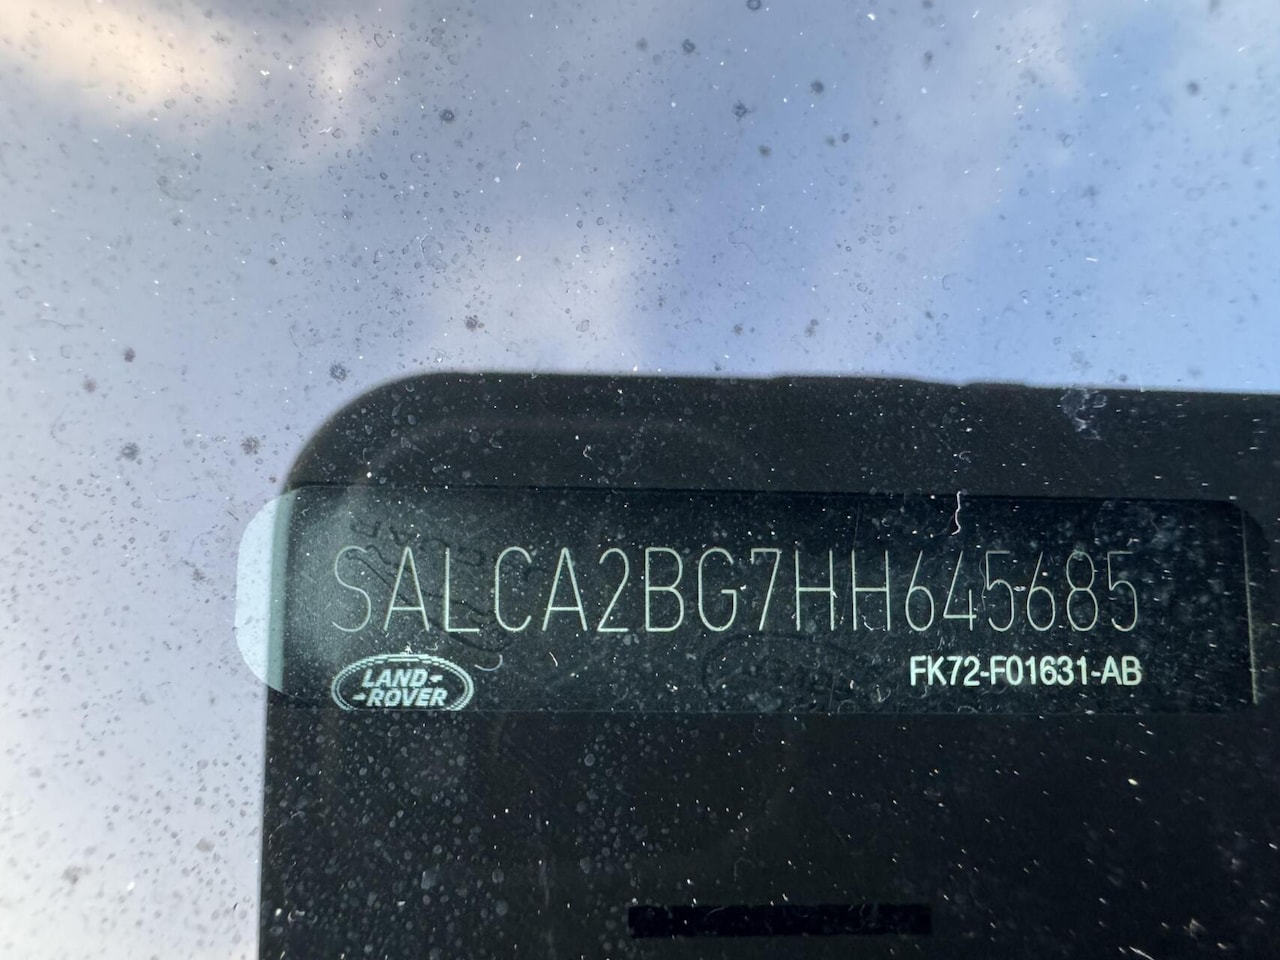 SALCA2BG7HH645685
LAND-
-ROVER
FK72-F01631-AB